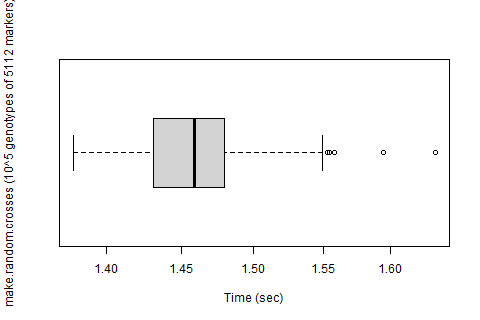 make.random.crosses (10^5 genotypes of 5112 markers)
1.40 1.45 1.50 1.55 1.60
Time (sec)